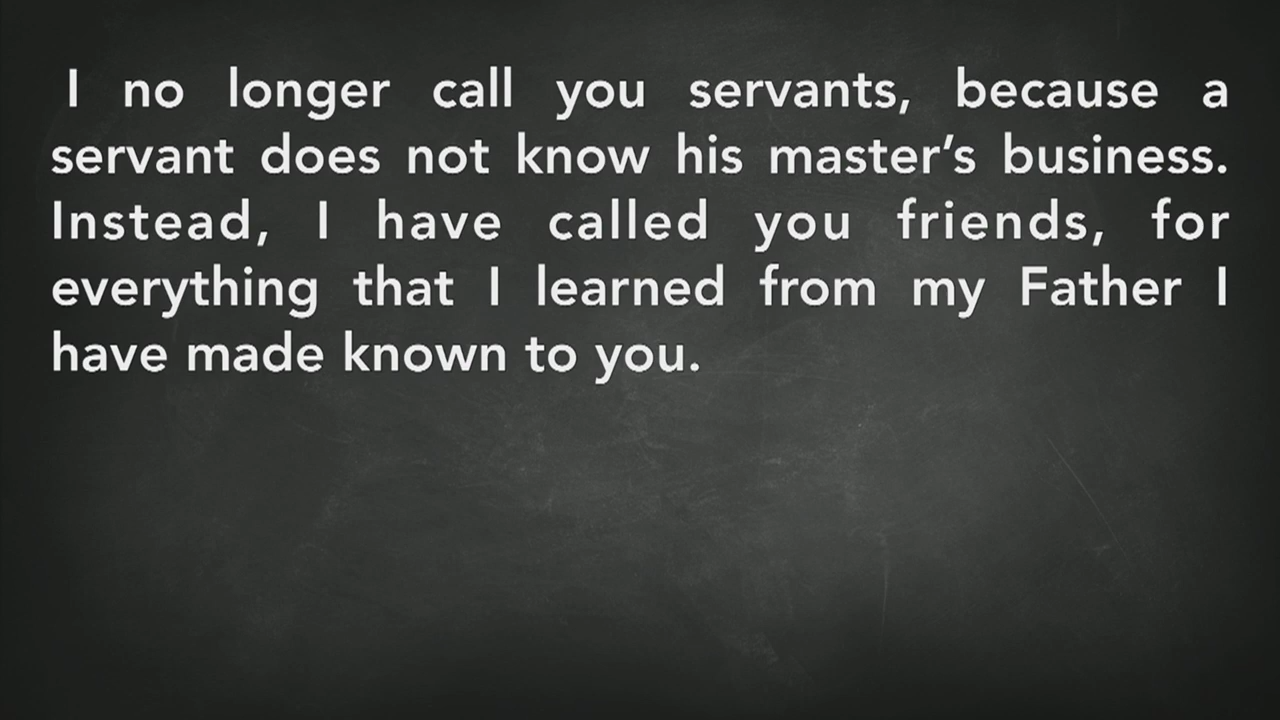 I no longer call you servants, because a
servant does not know his master’s business.
Instead, I have called you friends, for
everything that I learned from my Father I
have made known to you.